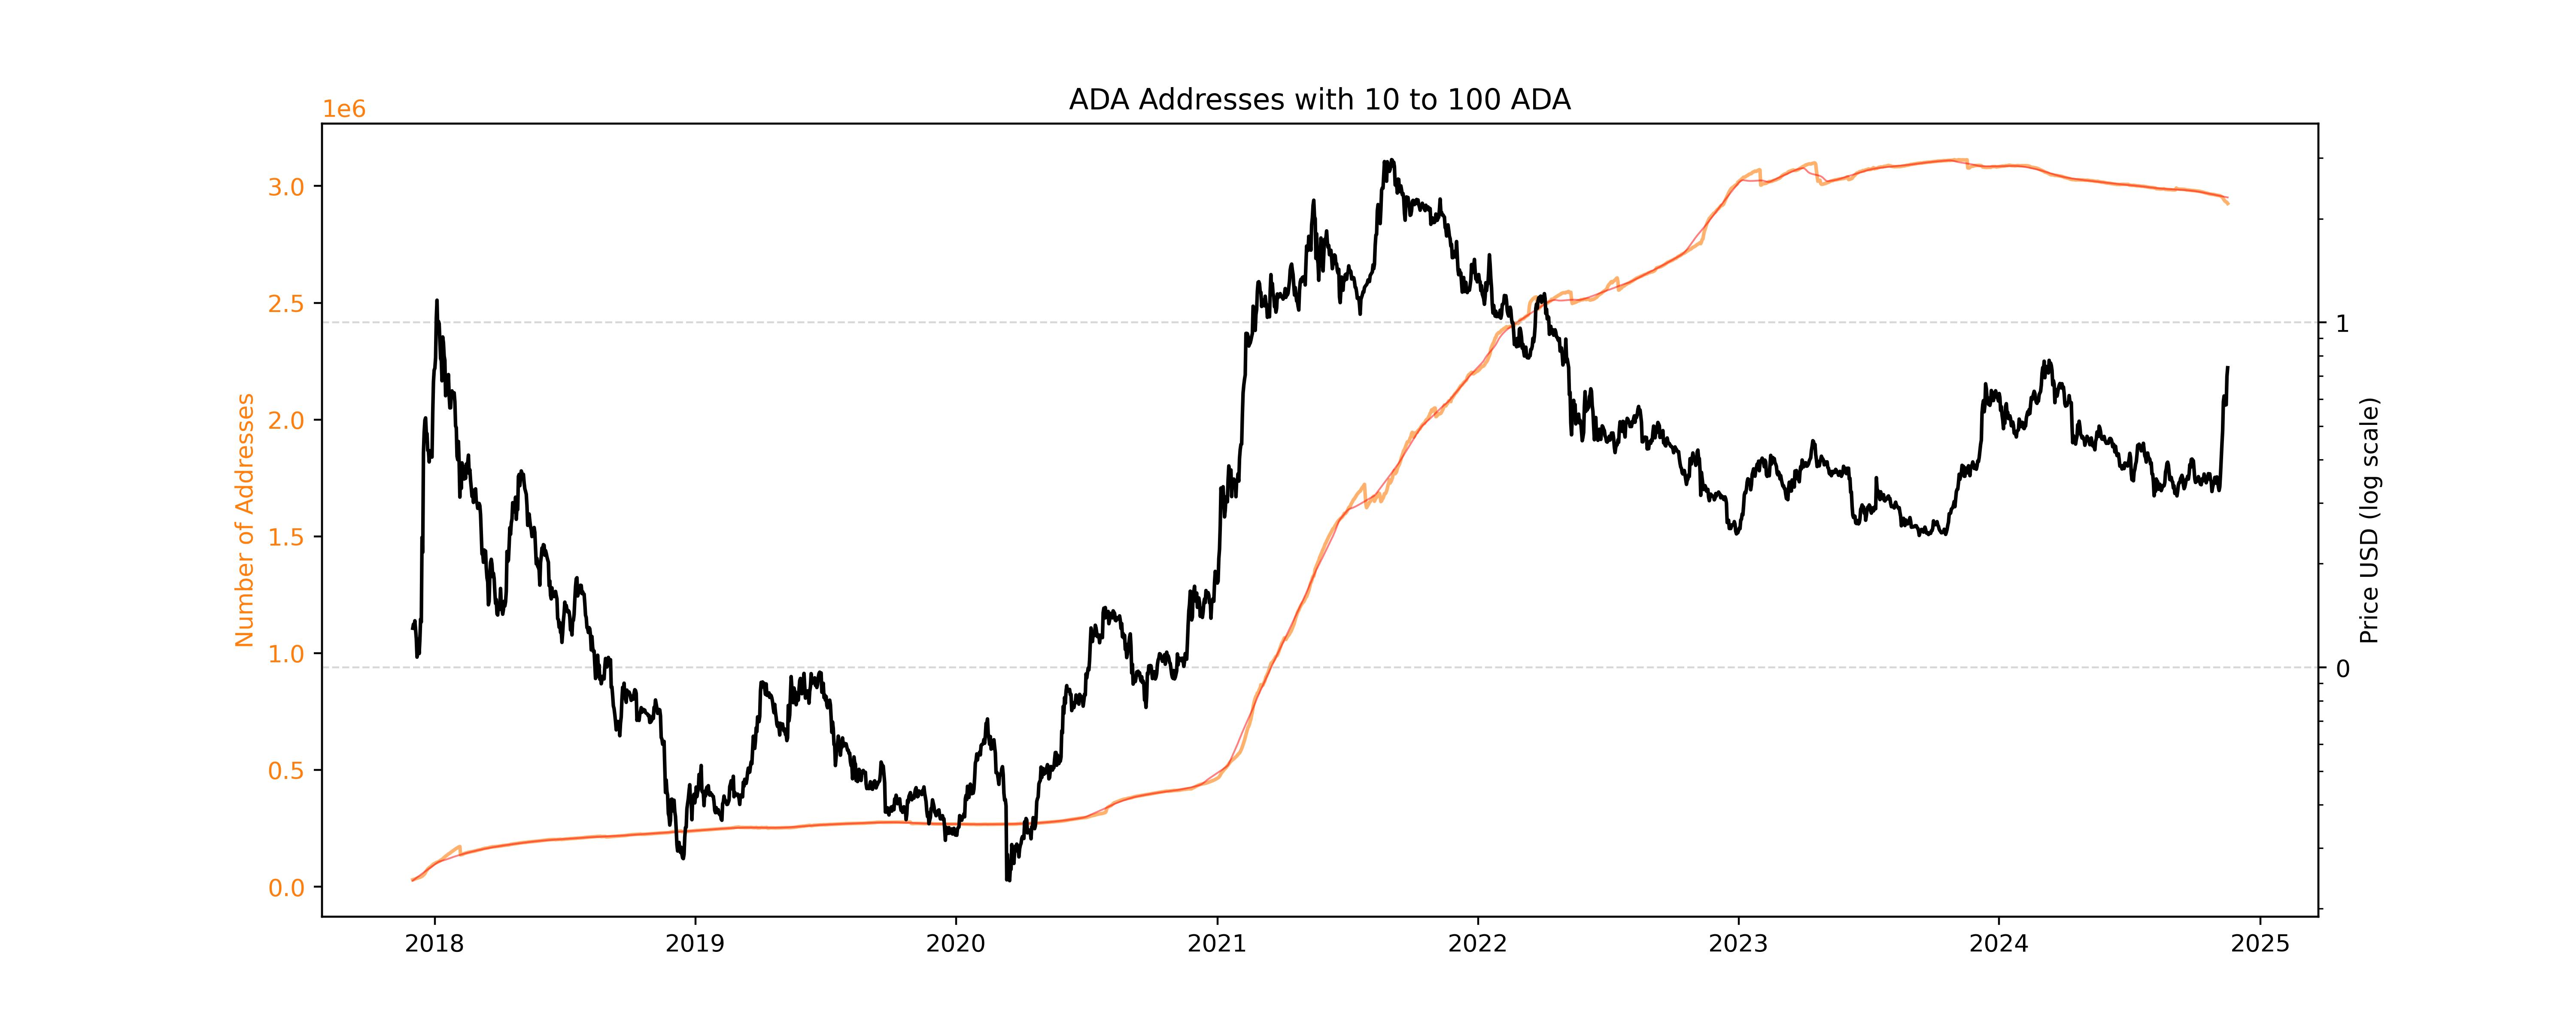 ADA Addresses with 10 to 100 ADA
1e6
3.0
2.5
2.0
1.5
1.0
0.5
0.0
Number of Addresses
1
0
Price USD (log scale)
2018 2019 2020 2021 2022 2023 2024 2025